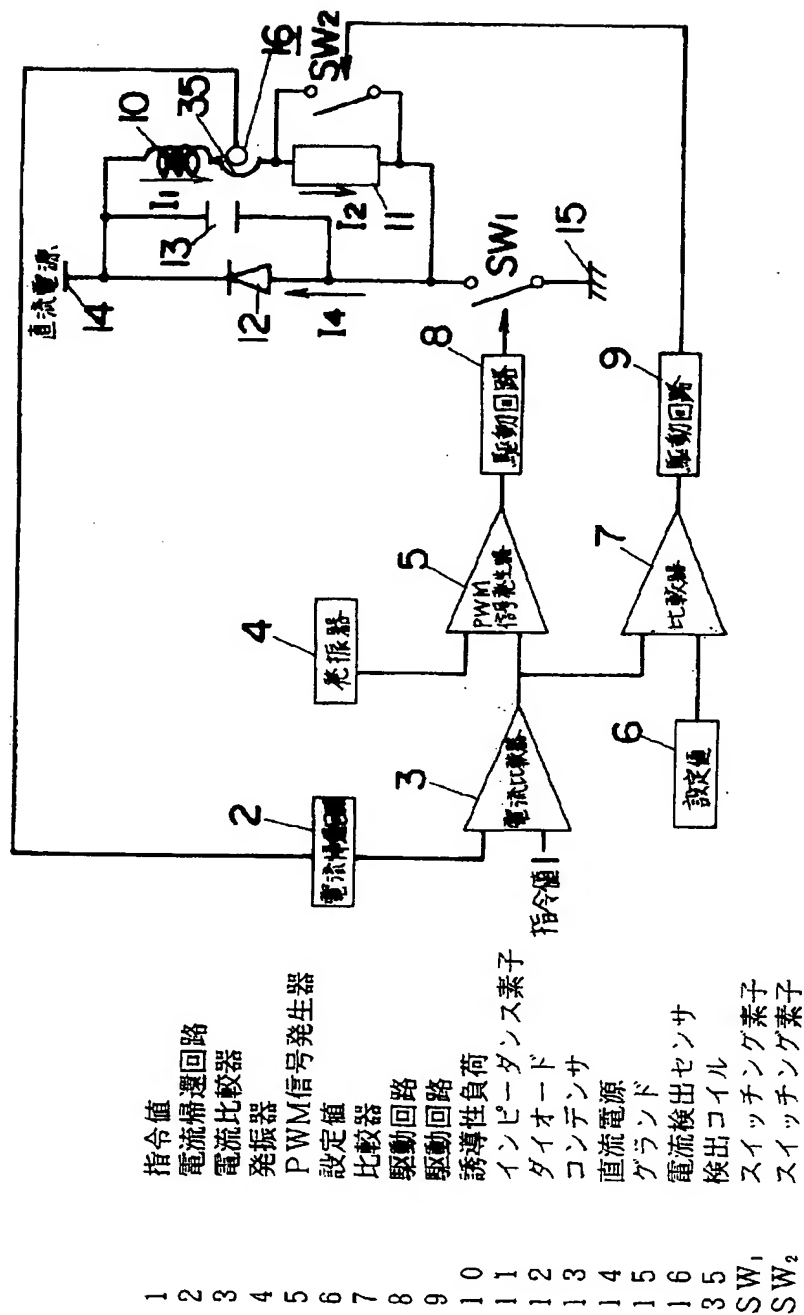 直流電源
14
10
35
16
SW2
I1
13
12
I2
11
I4
SW1
15
8
駆動回路
9
駆動回路
5
PWM
信号発生路
7
比較器
4
発振器
6
設定値
3
電流比較器
2
電流帰還回路
指令値1
1 指令値
2 電流帰還回路
3 電流比較器
4 発振器
5 PWM信号発生器
6 設定値
7 比較器
8 駆動回路
9 駆動回路
10 誘導性負荷
11 インピーダンス素子
12 ダイオード
13 コンデンサ
14 直流電源
15 グランド
16 電流検出センサ
35 検出コイル
SW1 スイッチング素子
SW2 スイッチング素子